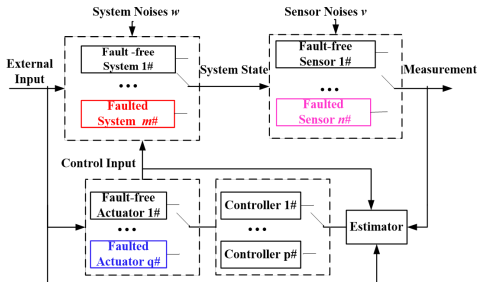 System Noises w
Sensor Noises v
External
Input
Fault -free
System 1#
•••
Faulted
System m#
System State
Fault-free
Sensor 1#
•••
Faulted
Sensor n#
Measurement
Control Input
Fault-free
Actuator 1#
•••
Faulted
Actuator q#
Controller 1#
•••
Controller p#
Estimator